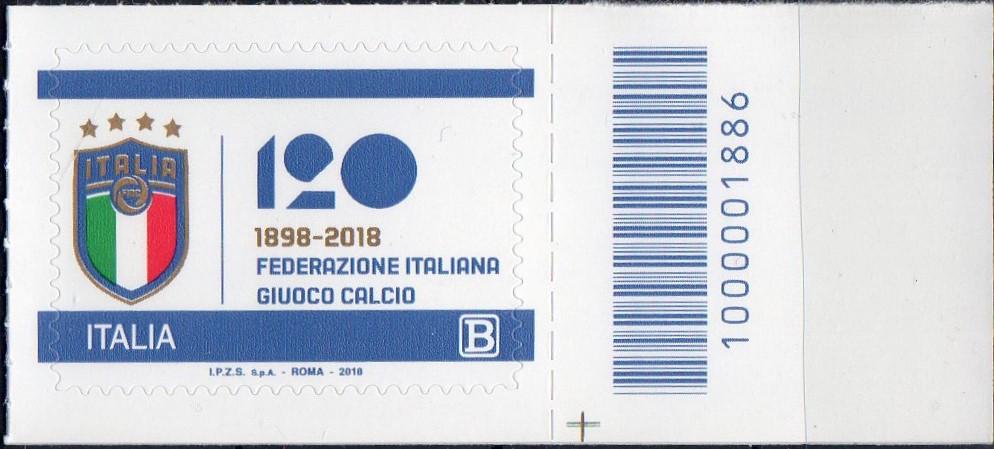 ITALIA
120
1898-2018
FEDERAZIONE ITALIANA
GIUOCO CALCIO
ITALIA
B
I.P.Z.S. S.p.A. - ROMA - 2018
1000001886